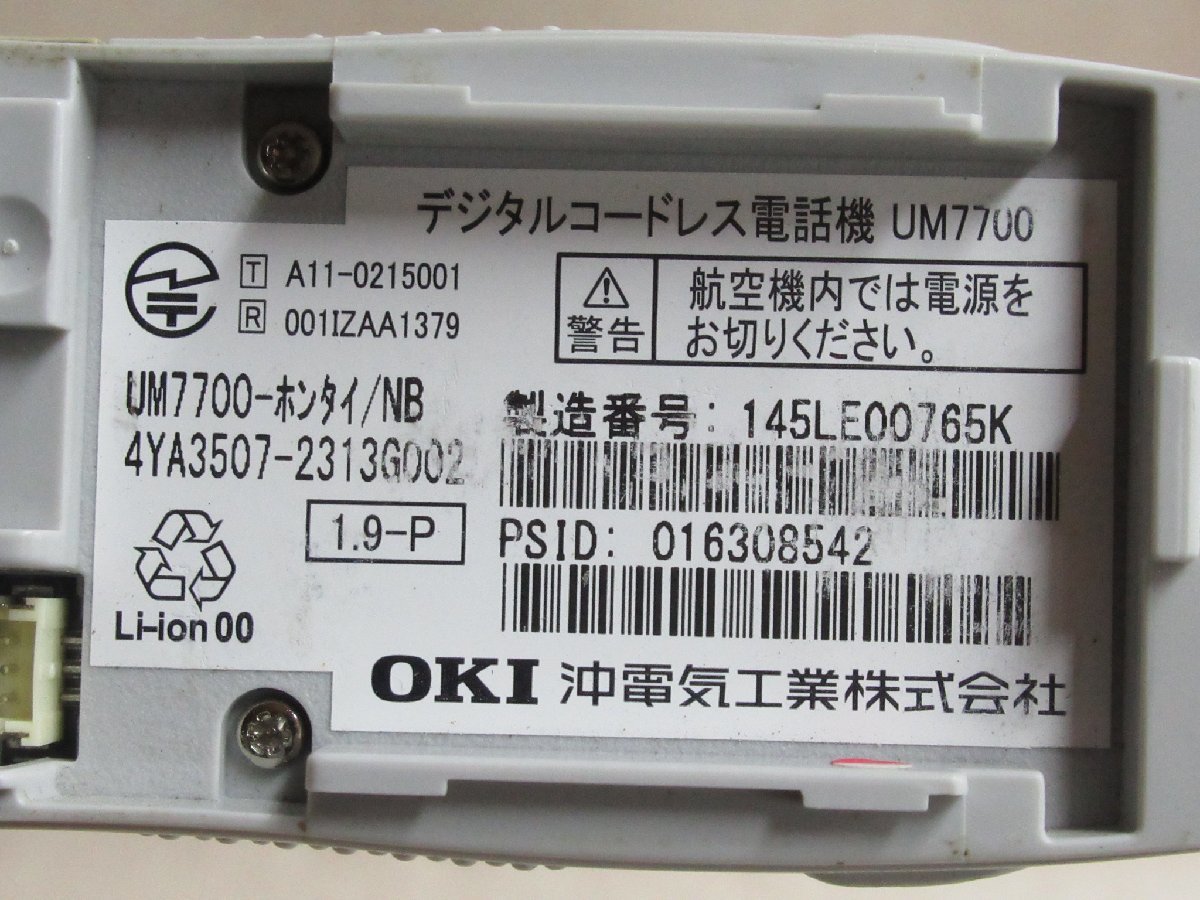 デジタルコードレス電話機 UM7700
T A11-0215001
R 001IZAA1379
警告
航空機内では電源を
お切りください。
UM7700-ﾎﾝﾀｲ/NB
4YA3507-2313G002
製造番号: 145LE00765K
1.9-P
PSID: 016308542
Li-ion 00
OKI 沖電気工業株式会社